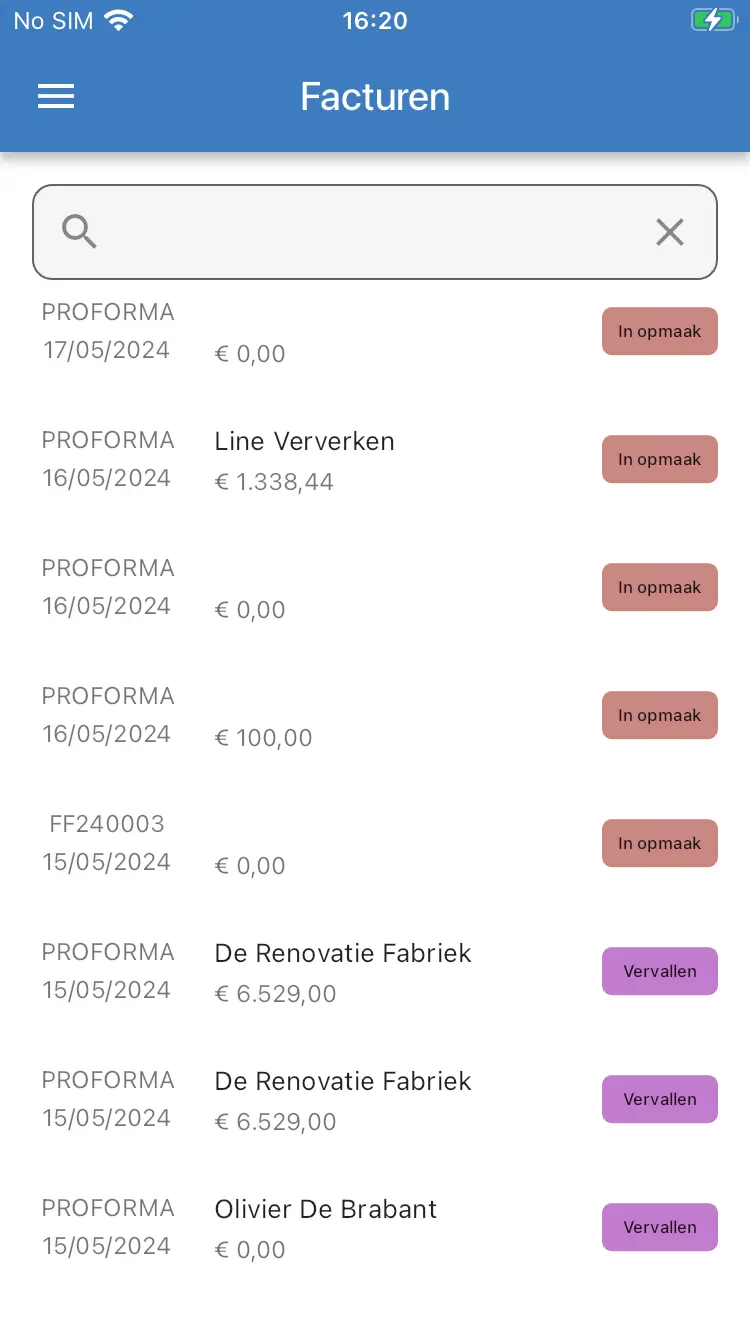 No SIM 16:20
Facturen
PROFORMA
17/05/2024
€ 0,00
In opmaak
PROFORMA
16/05/2024
Line Ververken
€ 1.338,44
In opmaak
PROFORMA
16/05/2024
€ 0,00
In opmaak
PROFORMA
16/05/2024
€ 100,00
In opmaak
FF240003
15/05/2024
€ 0,00
In opmaak
PROFORMA
15/05/2024
De Renovatie Fabriek
€ 6.529,00
Vervallen
PROFORMA
15/05/2024
De Renovatie Fabriek
€ 6.529,00
Vervallen
PROFORMA
15/05/2024
Olivier De Brabant
€ 0,00
Vervallen